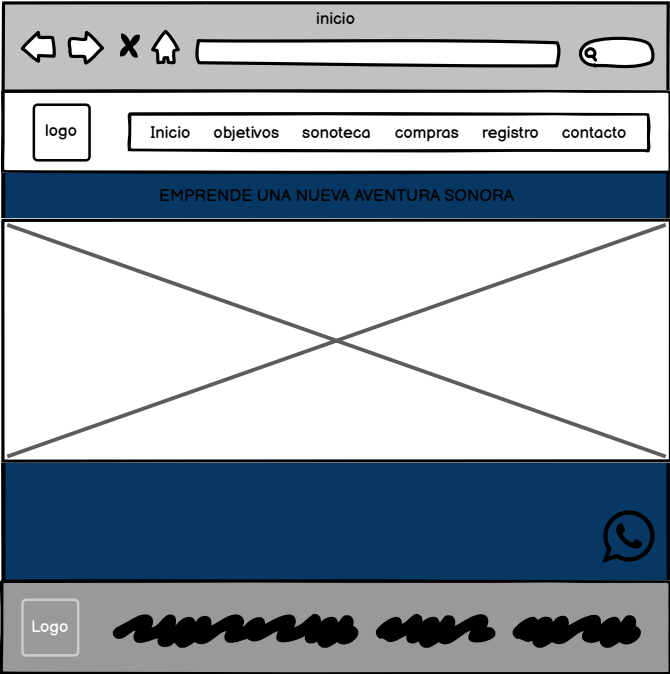 inicio
logo
Inicio objetivos sonoteca compras registro contacto
EMPRENDE UNA NUEVA AVENTURA SONORA
Logo